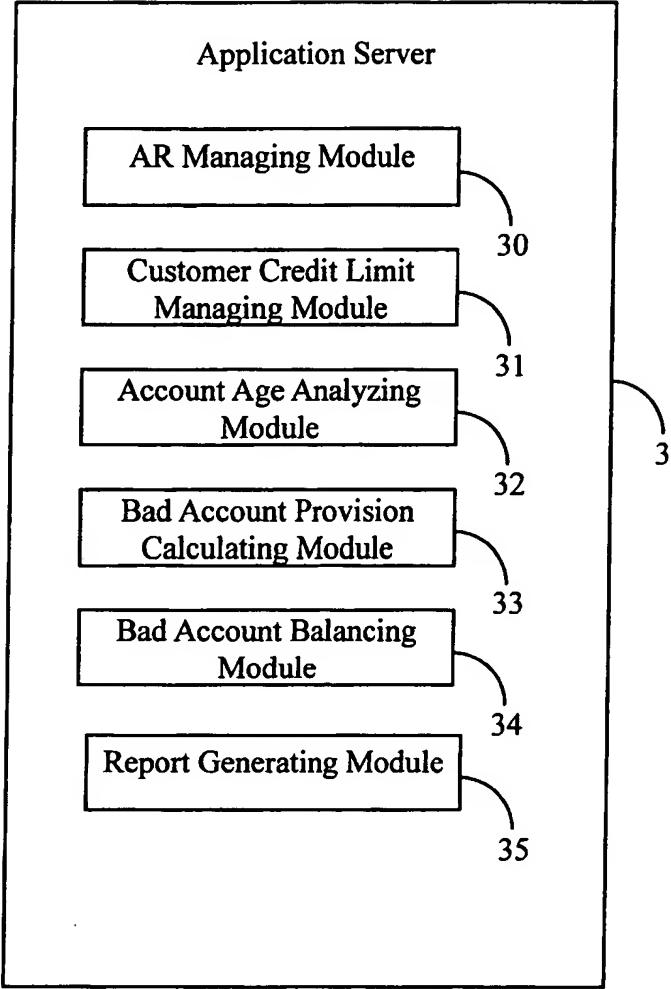 Application Server
AR Managing Module
30
Customer Credit Limit
Managing Module
31
Account Age Analyzing
Module
32
3
Bad Account Provision
Calculating Module
33
Bad Account Balancing
Module
34
Report Generating Module
35